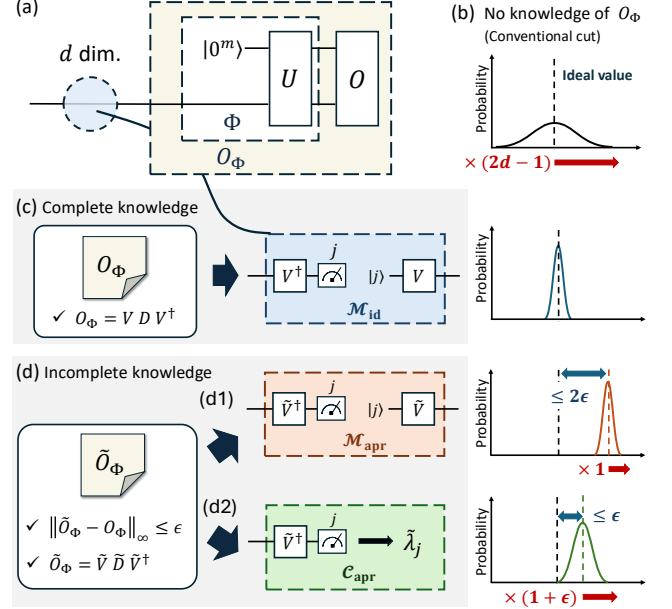 (a)
d dim.
|0^m⟩
U
O
Φ
O_Φ
(b) No knowledge of O_Φ
(Conventional cut)
Probability
Ideal value
× (2d − 1)
(c) Complete knowledge
O_Φ
✓ O_Φ = V D V†
V†
j
|j⟩
V
ℳ_id
Probability
(d) Incomplete knowledge
Õ_Φ
✓ ‖Õ_Φ − O_Φ‖_∞ ≤ ϵ
✓ Õ_Φ = Ṽ D̃ Ṽ†
(d1)
Ṽ†
j
|j⟩
Ṽ
ℳ_apr
Probability
≤ 2ϵ
× 1
(d2)
Ṽ†
j
λ̃_j
𝒞_apr
Probability
≤ ϵ
× (1 + ϵ)